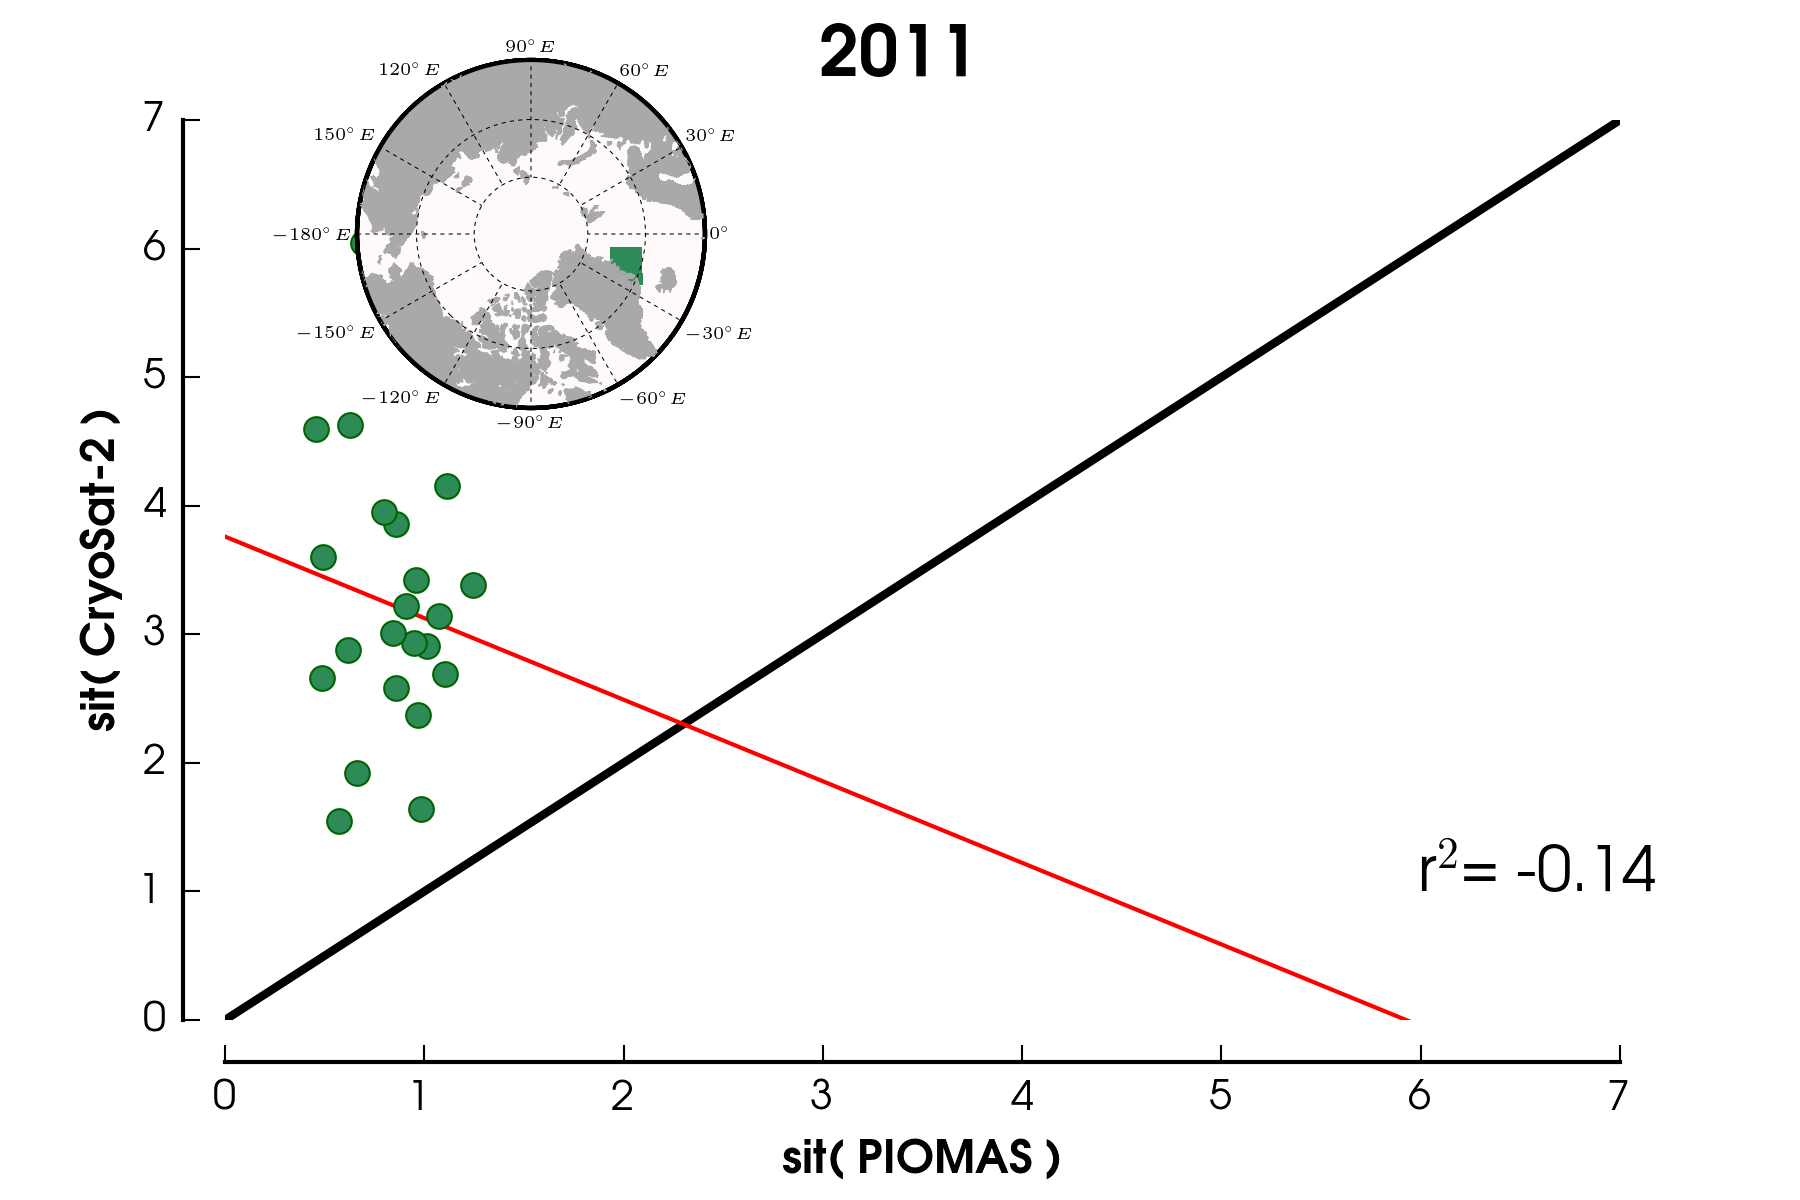 2011
90° E
120° E
60° E
150° E
30° E
−180° E
0°
−150° E
−30° E
−120° E
−60° E
−90° E
7
6
5
4
3
2
1
0
sit( CryoSat-2 )
r²= -0.14
0 1 2 3 4 5 6 7
sit( PIOMAS )